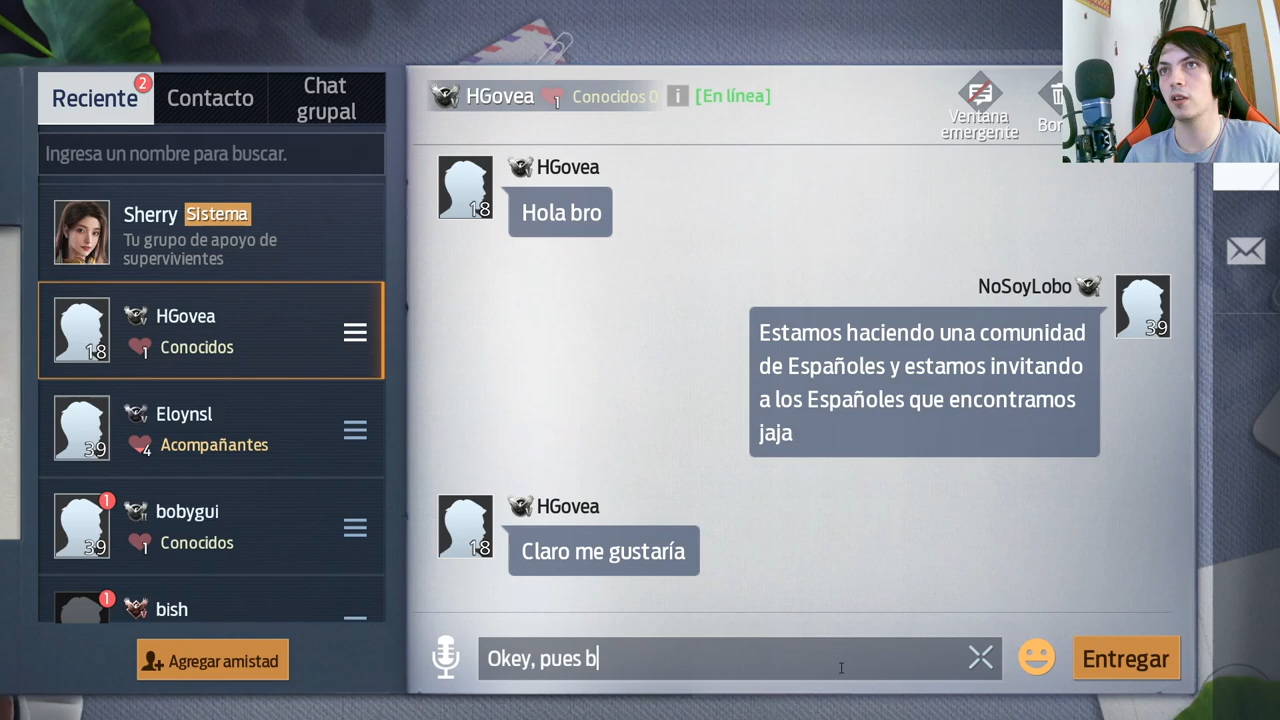 Reciente
2
Contacto
Chat
grupal
Ingresa un nombre para buscar.
Sherry Sistema
Tu grupo de apoyo de
supervivientes
18
HGovea
1 Conocidos
39
Eloynsl
4 Acompañantes
39
1
bobygui
1 Conocidos
1
bish
Agregar amistad
HGovea 1 Conocidos 0 i [En línea]
Ventana
emergente
Bor
18
HGovea
Hola bro
NoSoyLobo
39
Estamos haciendo una comunidad
de Españoles y estamos invitando
a los Españoles que encontramos
jaja
18
HGovea
Claro me gustaría
Okey, pues b
Entregar